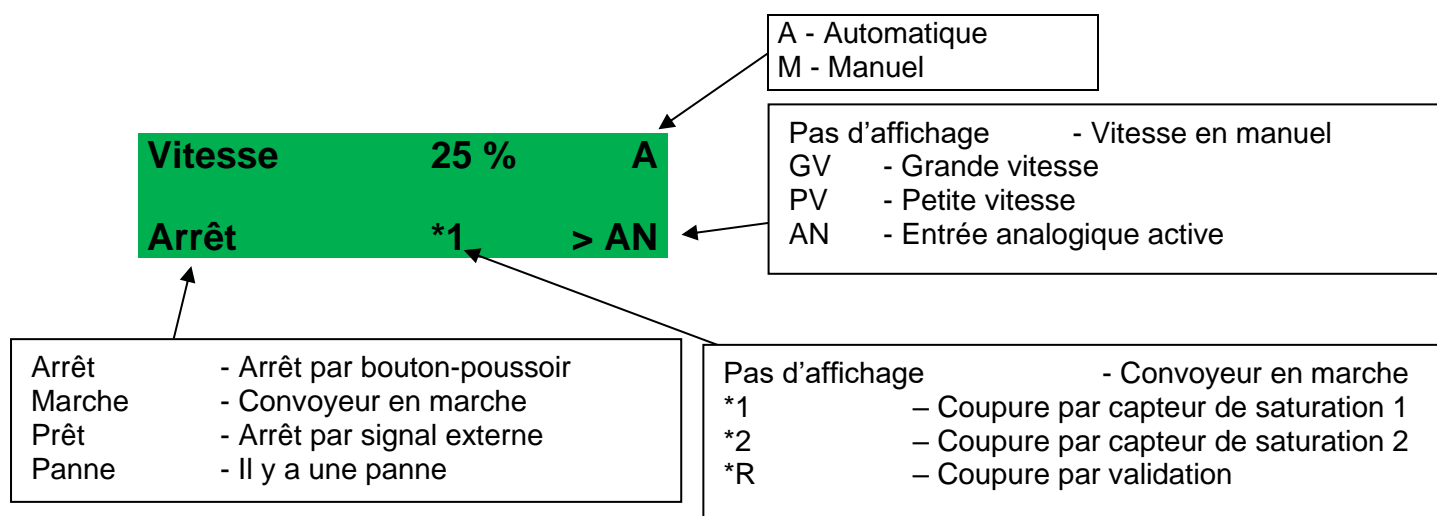 A - Automatique
M - Manuel
Vitesse 25 % A
Arrêt *1 > AN
Pas d’affichage - Vitesse en manuel
GV - Grande vitesse
PV - Petite vitesse
AN - Entrée analogique active
Arrêt - Arrêt par bouton-poussoir
Marche - Convoyeur en marche
Prêt - Arrêt par signal externe
Panne - Il y a une panne
Pas d’affichage - Convoyeur en marche
*1 – Coupure par capteur de saturation 1
*2 – Coupure par capteur de saturation 2
*R – Coupure par validation